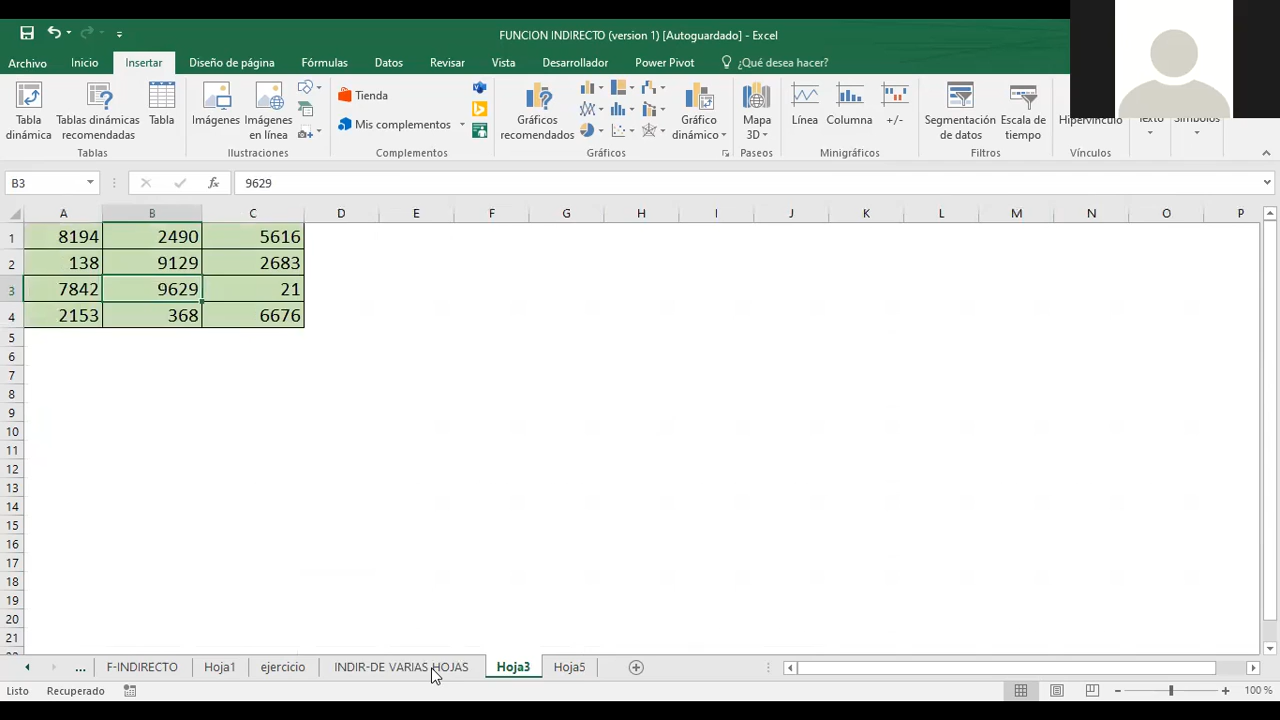 FUNCION INDIRECTO (version 1) [Autoguardado] - Excel
Archivo Inicio Insertar Diseño de página Fórmulas Datos Revisar Vista Desarrollador Power Pivot ¿Qué desea hacer?
Tabla dinámica
Tablas dinámicas recomendadas
Tabla
Tablas
Imágenes
Imágenes en línea
Ilustraciones
Tienda
Mis complementos
Complementos
Gráficos recomendados
Gráfico dinámico
Gráficos
Mapa 3D
Paseos
Línea
Columna
+/-
Minigráficos
Segmentación de datos
Escala de tiempo
Filtros
Hipervínculo
Vínculos
Texto
Símbolos
B3 fx 9629
A B C D E F G H I J K L M N O P
1 8194 2490 5616
2 138 9129 2683
3 7842 9629 21
4 2153 368 6676
5
6
7
8
9
10
11
12
13
14
15
16
17
18
19
20
21
... F-INDIRECTO Hoja1 ejercicio INDIR-DE VARIAS HOJAS Hoja3 Hoja5
Listo Recuperado 100 %